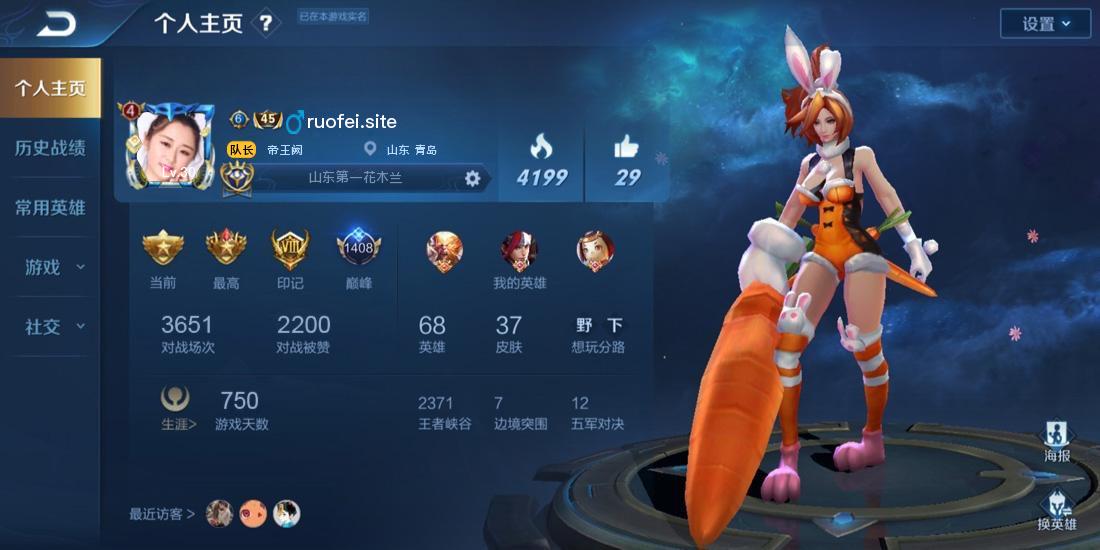 个人主页 ?
已在本游戏实名
设置
个人主页
历史战绩
常用英雄
游戏
社交
4
6 45 ruofei.site
队长 帝王阙 山东 青岛
Lv.30
山东第一花木兰
4199 29
VIII 1408
当前 最高 印记 巅峰 我的英雄
3651 2200 68 37 野 下
对战场次 对战被赞 英雄 皮肤 想玩分路
750 2371 7 12
生涯> 游戏天数 王者峡谷 边境突围 五军对决
最近访客 >
海报
换英雄